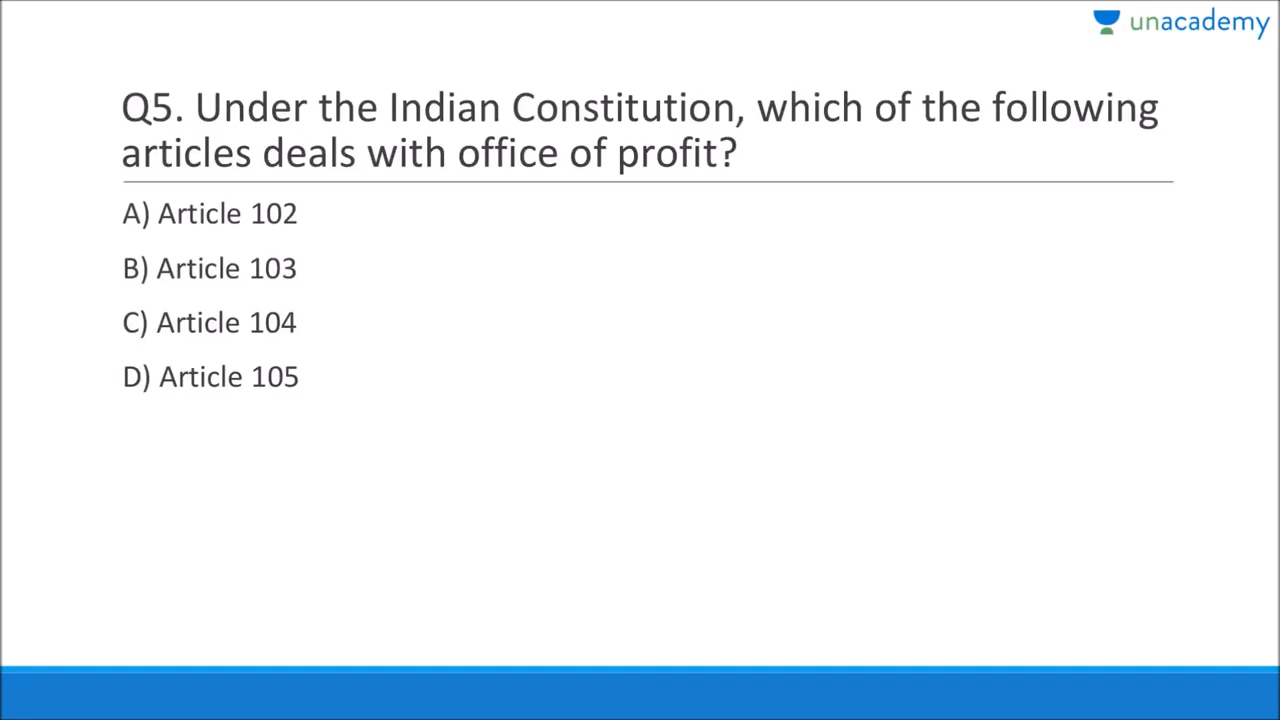 unacademy
Q5. Under the Indian Constitution, which of the following
articles deals with office of profit?
A) Article 102
B) Article 103
C) Article 104
D) Article 105